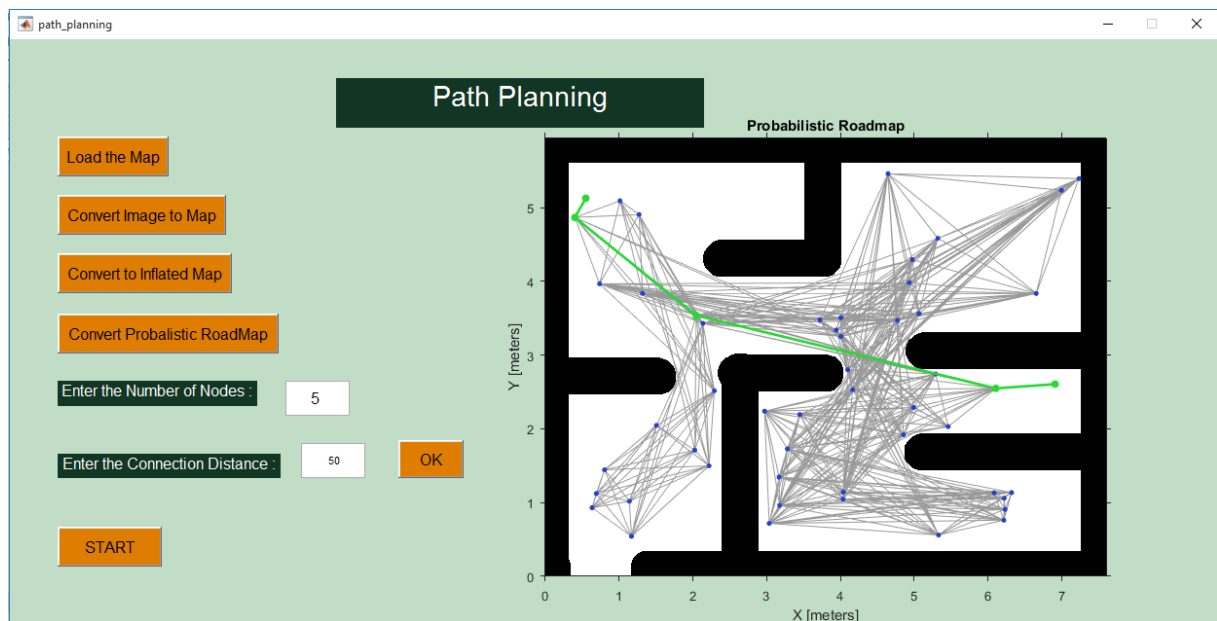 path_planning
Path Planning
Load the Map
Convert Image to Map
Convert to Inflated Map
Convert Probalistic RoadMap
Enter the Number of Nodes :
5
Enter the Connection Distance :
50
OK
START
Probabilistic Roadmap
Y [meters]
5
4
3
2
1
0
0 1 2 3 4 5 6 7
X [meters]